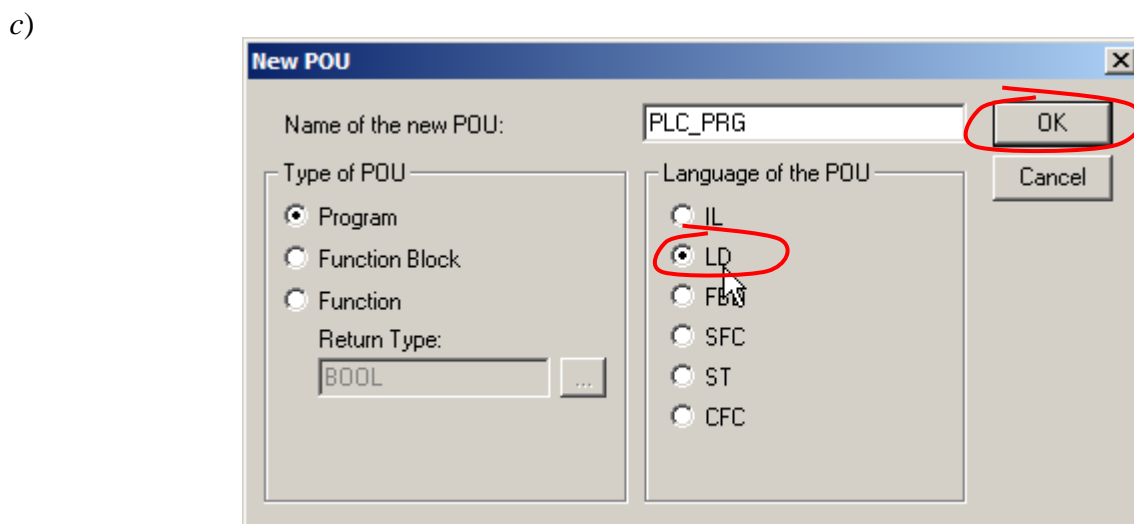 c)
New POU
Name of the new POU: PLC_PRG OK
Cancel
Type of POU
Program
Function Block
Function
Return Type:
BOOL ...
Language of the POU
IL
LD
FBD
SFC
ST
CFC